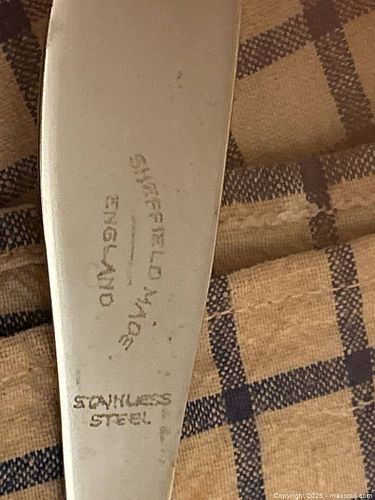 SHEFFIELD MADE
ENGLAND
STAINLESS
STEEL
Copyright 2025 - maxsold.com